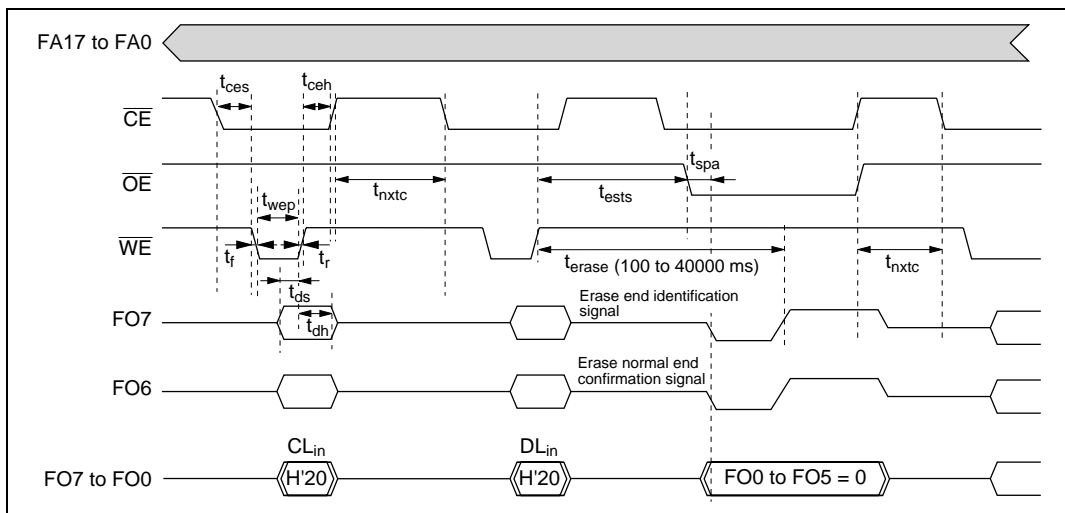 FA17 to FA0
tces
tceh
CE
tspa
OE
tnxtc
tests
twep
WE
tf
tr
terase (100 to 40000 ms)
tnxtc
tds
Erase end identification
signal
FO7
tdh
Erase normal end
confirmation signal
FO6
CLin
DLin
FO7 to FO0
H'20
H'20
FO0 to FO5 = 0